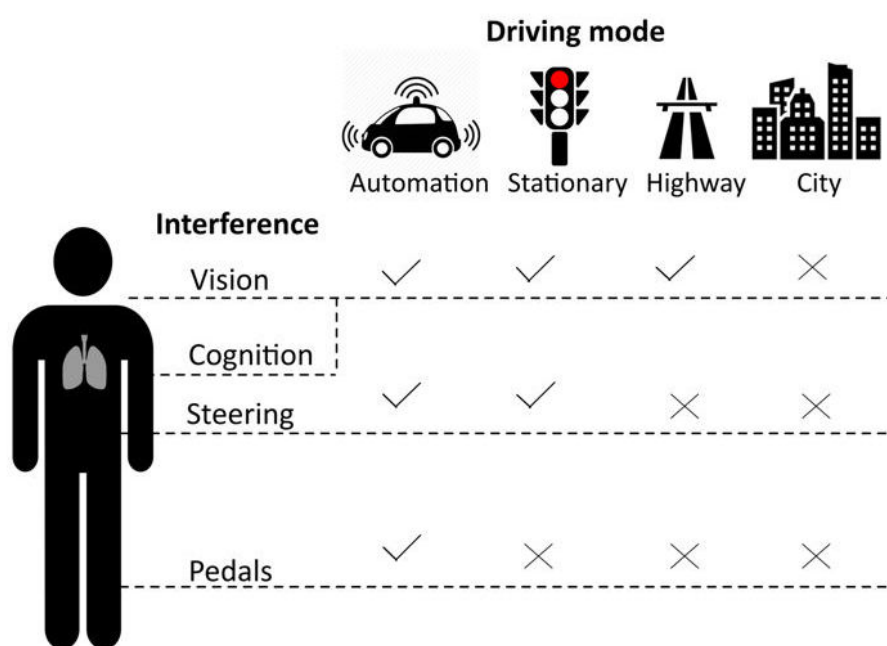 Driving mode
Automation Stationary Highway City
Interference
Vision
Cognition
Steering
Pedals